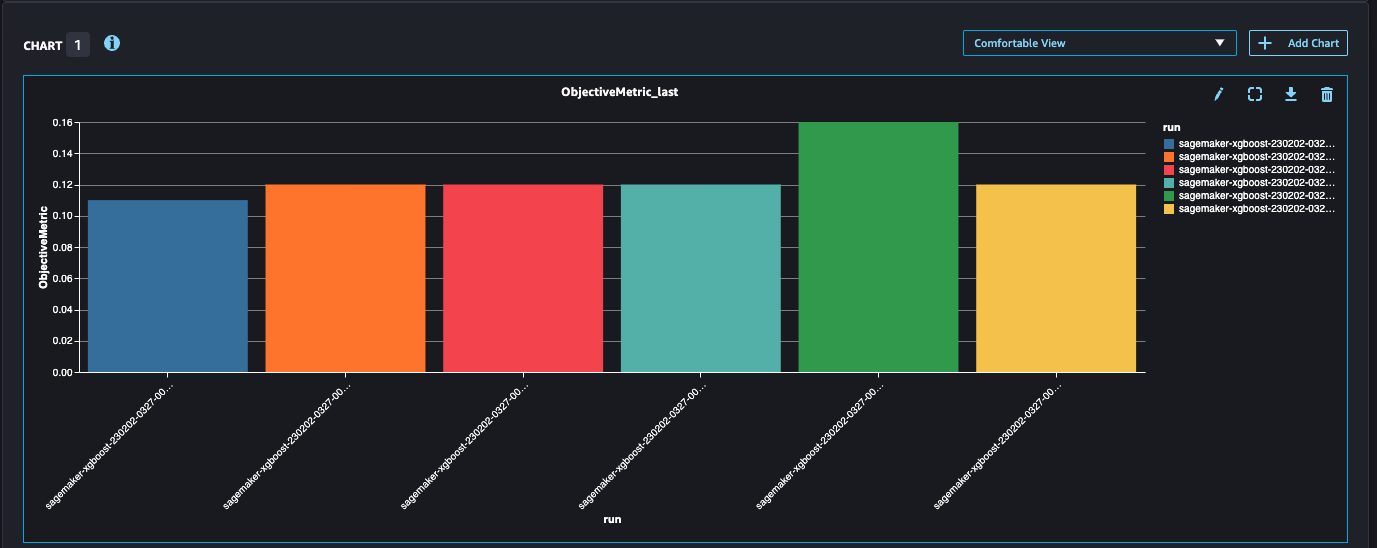 CHART 1
Comfortable View
Add Chart
ObjectiveMetric_last
run
sagemaker-xgboost-230202-032...
sagemaker-xgboost-230202-032...
sagemaker-xgboost-230202-032...
sagemaker-xgboost-230202-032...
sagemaker-xgboost-230202-032...
sagemaker-xgboost-230202-032...
ObjectiveMetric
0.16
0.14
0.12
0.10
0.08
0.06
0.04
0.02
0.00
sagemaker-xgboost-230202-0327-00...
sagemaker-xgboost-230202-0327-00...
sagemaker-xgboost-230202-0327-00...
sagemaker-xgboost-230202-0327-00...
sagemaker-xgboost-230202-0327-00...
sagemaker-xgboost-230202-0327-00...
run